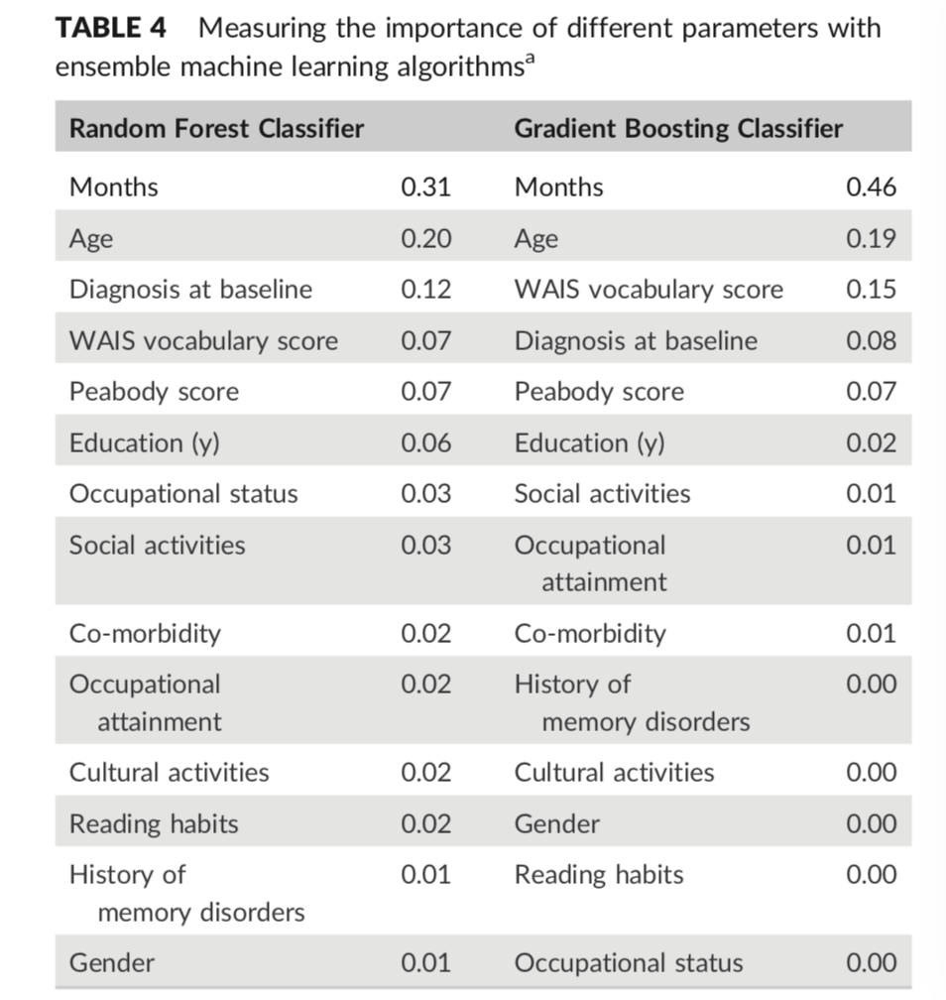 TABLE 4 Measuring the importance of different parameters with
ensemble machine learning algorithmsa
Random Forest Classifier Gradient Boosting Classifier
Months 0.31 Months 0.46
Age 0.20 Age 0.19
Diagnosis at baseline 0.12 WAIS vocabulary score 0.15
WAIS vocabulary score 0.07 Diagnosis at baseline 0.08
Peabody score 0.07 Peabody score 0.07
Education (y) 0.06 Education (y) 0.02
Occupational status 0.03 Social activities 0.01
Social activities 0.03 Occupational 0.01
attainment
Co-morbidity 0.02 Co-morbidity 0.01
Occupational 0.02 History of 0.00
attainment memory disorders
Cultural activities 0.02 Cultural activities 0.00
Reading habits 0.02 Gender 0.00
History of 0.01 Reading habits 0.00
memory disorders
Gender 0.01 Occupational status 0.00